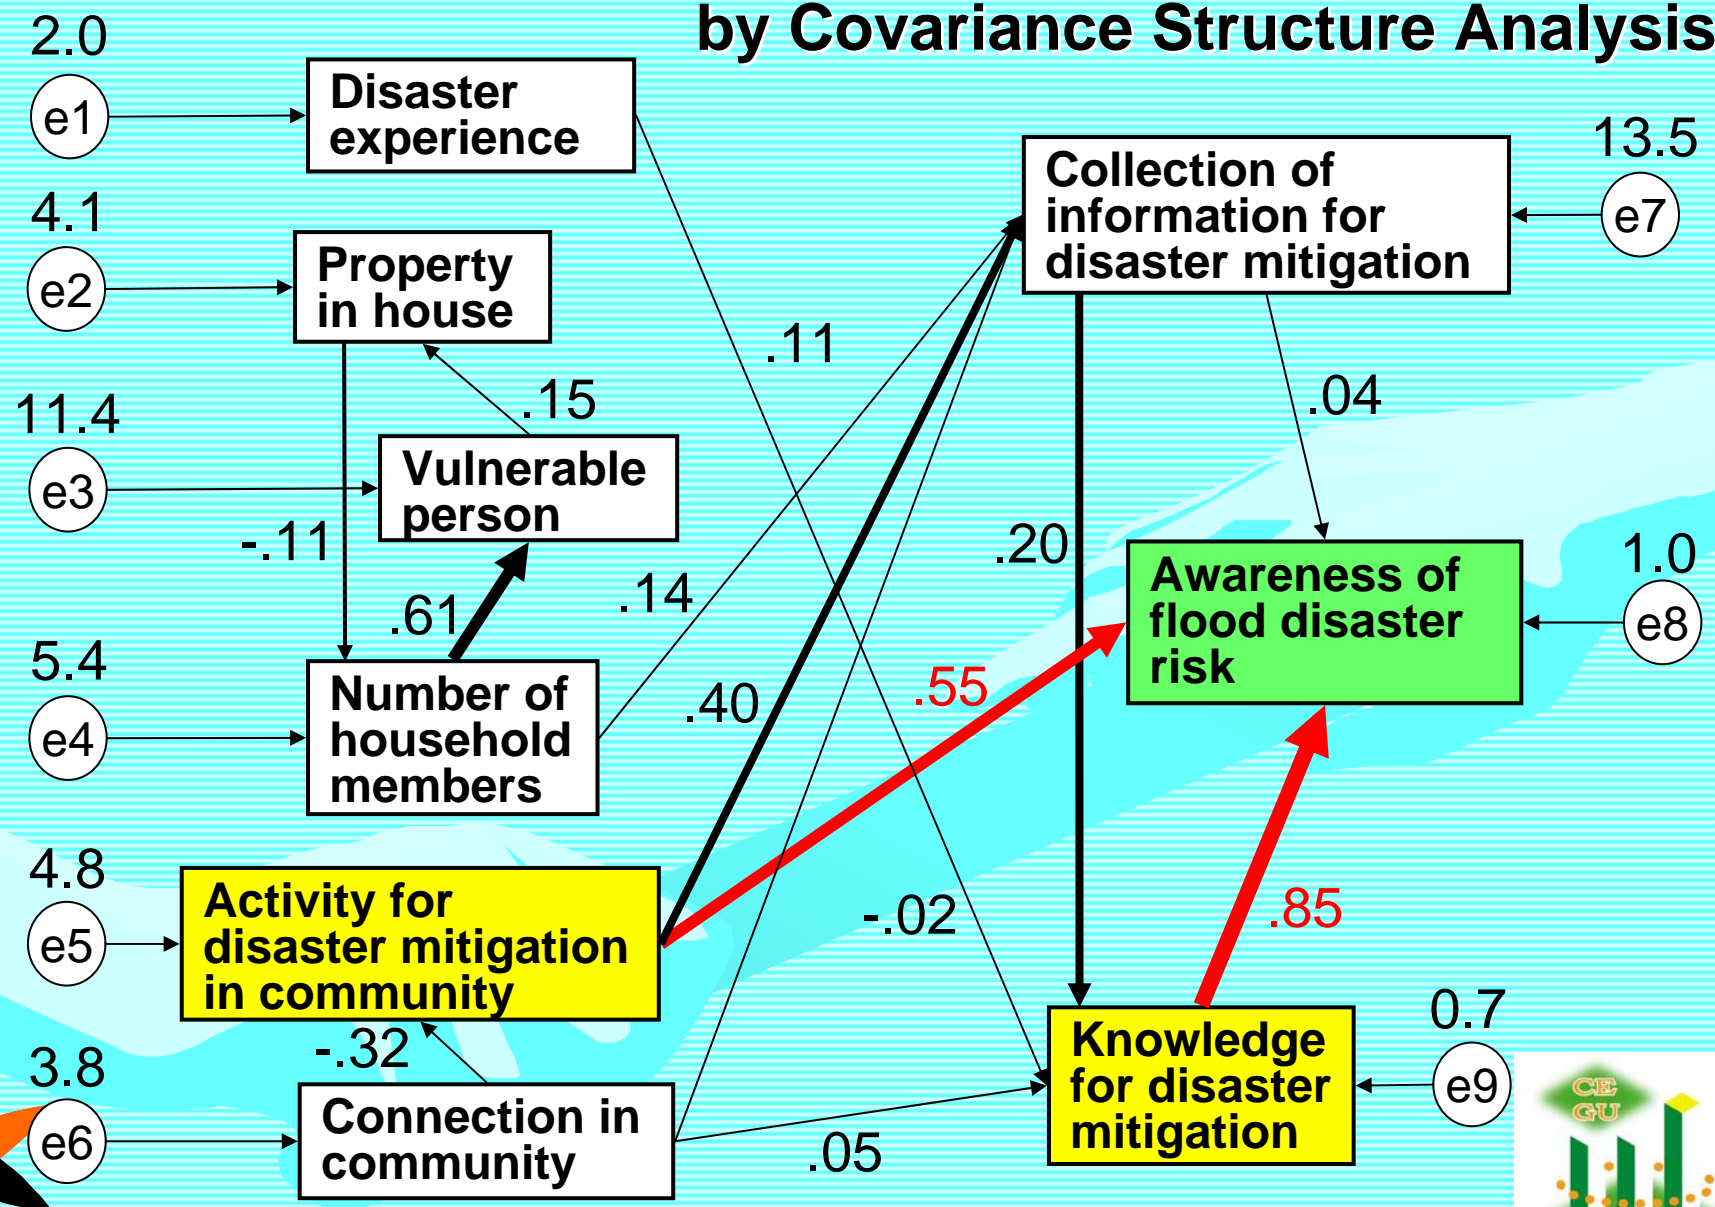 by Covariance Structure Analysis
2.0
e1
Disaster
experience
4.1
e2
Property
in house
11.4
e3
.15
Vulnerable
person
-.11
.61
5.4
e4
Number of
household
members
4.8
e5
Activity for
disaster mitigation
in community
3.8
e6
-.32
Connection in
community
.11
.14
.40
.55
-.02
.05
Collection of
information for
disaster mitigation
13.5
e7
.04
.20
Awareness of
flood disaster
risk
1.0
e8
.85
Knowledge
for disaster
mitigation
0.7
e9
CE
GU